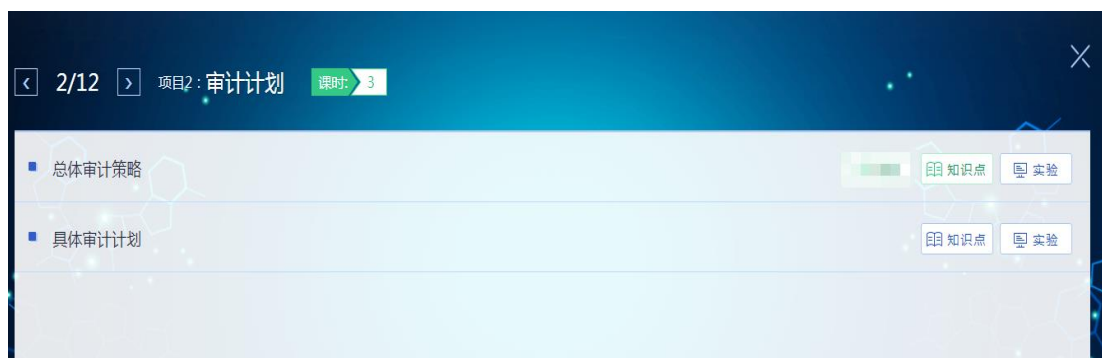 < 2/12 > 项目2：审计计划 课时： 3
总体审计策略 知识点 实验
具体审计计划 知识点 实验